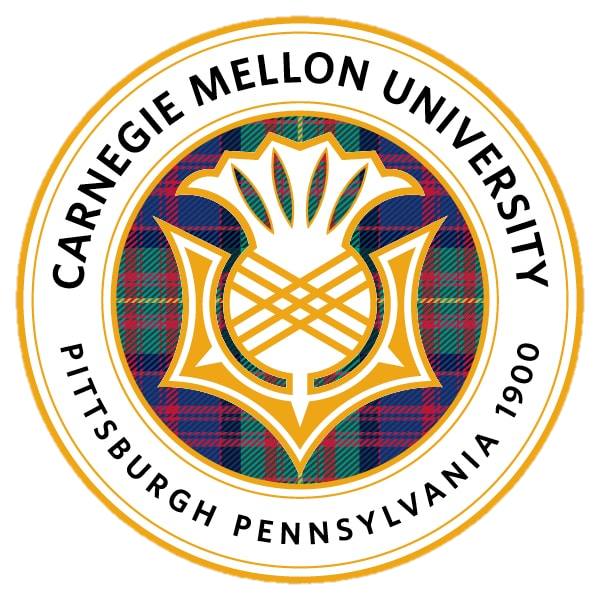 CARNEGIE MELLON UNIVERSITY
PITTSBURGH PENNSYLVANIA 1900